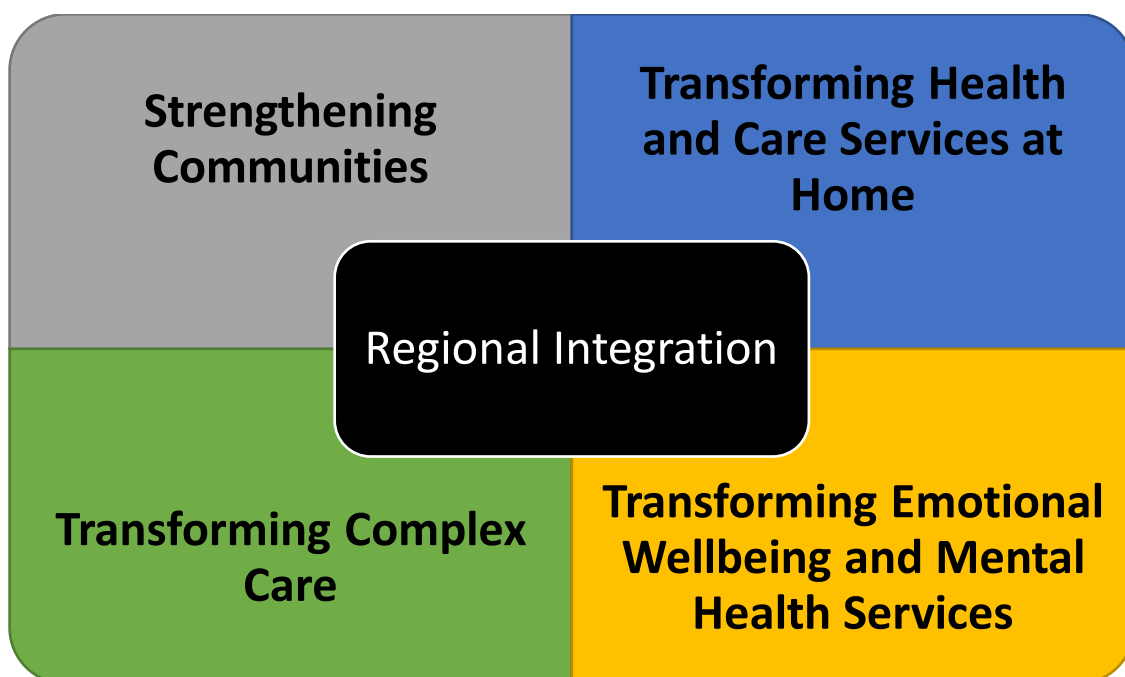 Strengthening
Communities
Transforming Health
and Care Services at
Home
Regional Integration
Transforming Complex
Care
Transforming Emotional
Wellbeing and Mental
Health Services